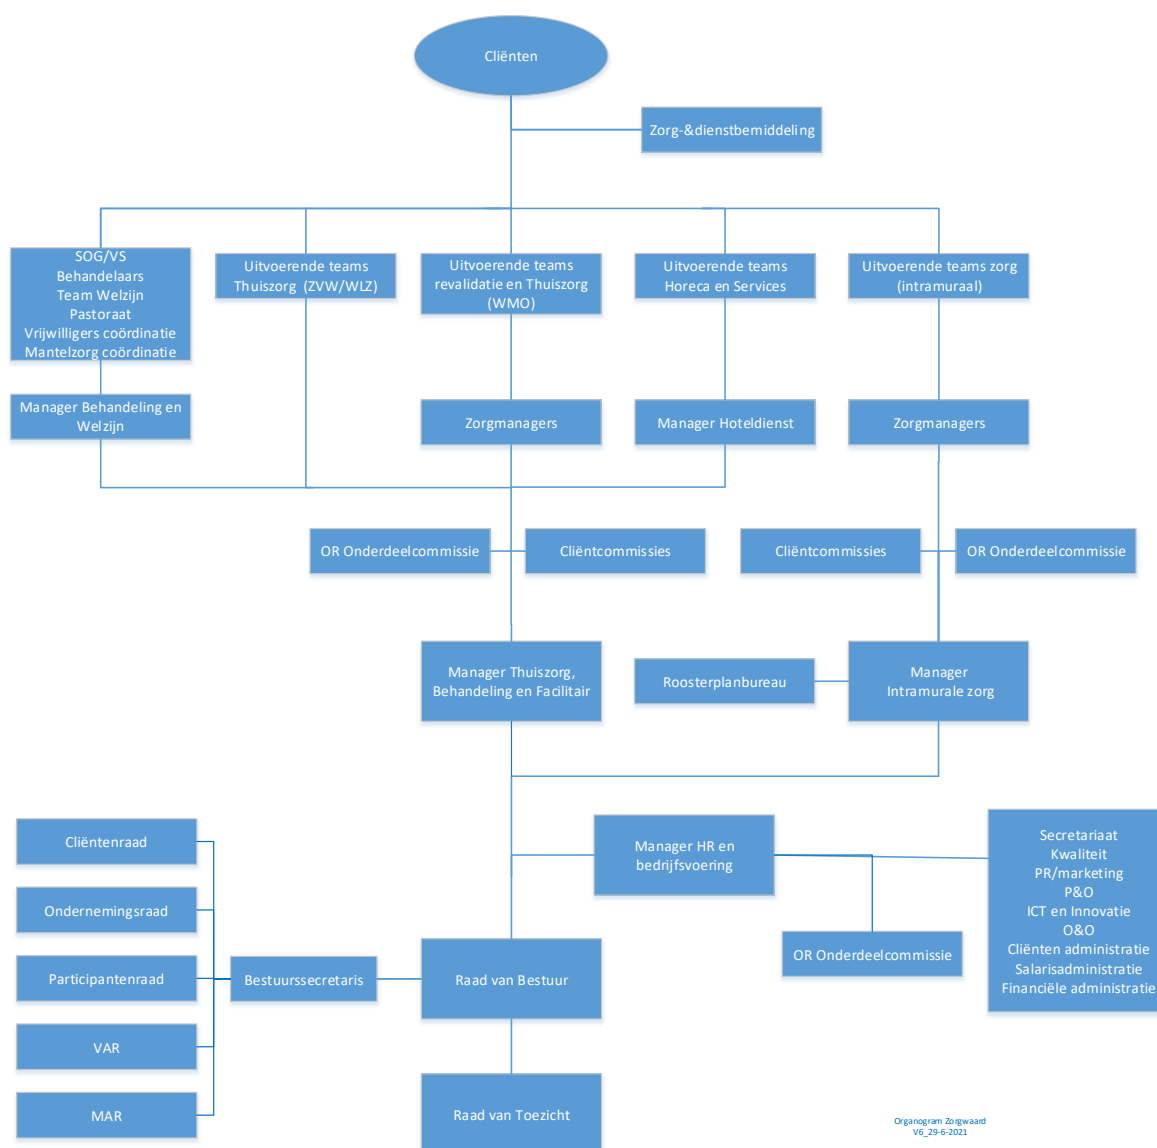 Cliënten
Zorg-&dienstbemiddeling
SOG/VS
Behandelaars
Team Welzijn
Pastoraat
Vrijwilligers coördinatie
Mantelzorg coördinatie
Uitvoerende teams
Thuiszorg (ZVW/WLZ)
Uitvoerende teams
revalidatie en Thuiszorg
(WMO)
Uitvoerende teams
Horeca en Services
Uitvoerende teams zorg
(intramuraal)
Manager Behandeling en
Welzijn
Zorgmanagers
Manager Hoteldienst
Zorgmanagers
OR Onderdeelcommissie
Cliëntcommissies
Cliëntcommissies
OR Onderdeelcommissie
Manager Thuiszorg,
Behandeling en Facilitair
Roosterplanbureau
Manager
Intramurale zorg
Cliëntenraad
Ondernemingsraad
Participantenraad
VAR
MAR
Bestuurssecretaris
Manager HR en
bedrijfsvoering
Secretariaat
Kwaliteit
PR/marketing
P&O
ICT en Innovatie
O&O
Cliënten administratie
Salarisadministratie
Financiële administratie
OR Onderdeelcommissie
Raad van Bestuur
Raad van Toezicht
Organogram Zorgwaard
V6_29-6-2021